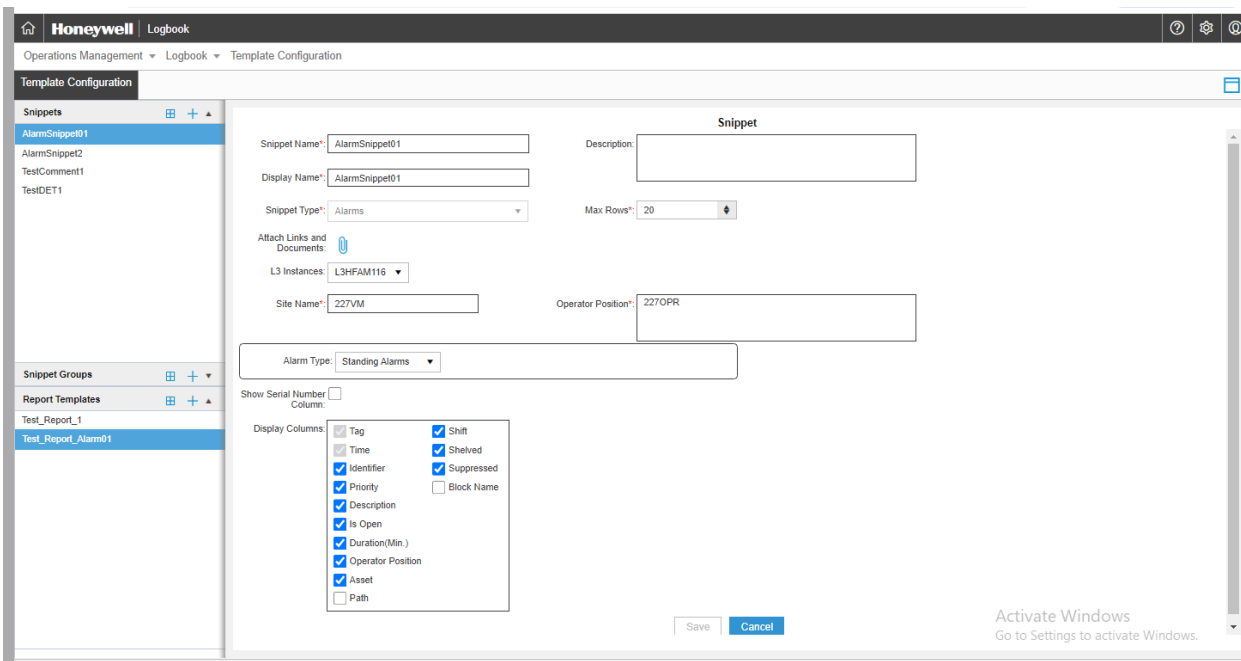 Honeywell Logbook
Operations Management Logbook Template Configuration
Template Configuration
Snippets
AlarmSnippet01
AlarmSnippet2
TestComment1
TestDET1
Snippet Groups
Report Templates
Test_Report_1
Test_Report_Alarm01
Snippet
Snippet Name*: AlarmSnippet01
Description:
Display Name*: AlarmSnippet01
Snippet Type*: Alarms
Max Rows*: 20
Attach Links and
Documents:
L3 Instances: L3HFAM116
Site Name*: 227VM
Operator Position*: 227OPR
Alarm Type: Standing Alarms
Show Serial Number
Column:
Display Columns:
Tag
Time
Identifier
Priority
Description
Is Open
Duration(Min.)
Operator Position
Asset
Path
Shift
Shelved
Suppressed
Block Name
Save Cancel
Activate Windows
Go to Settings to activate Windows.